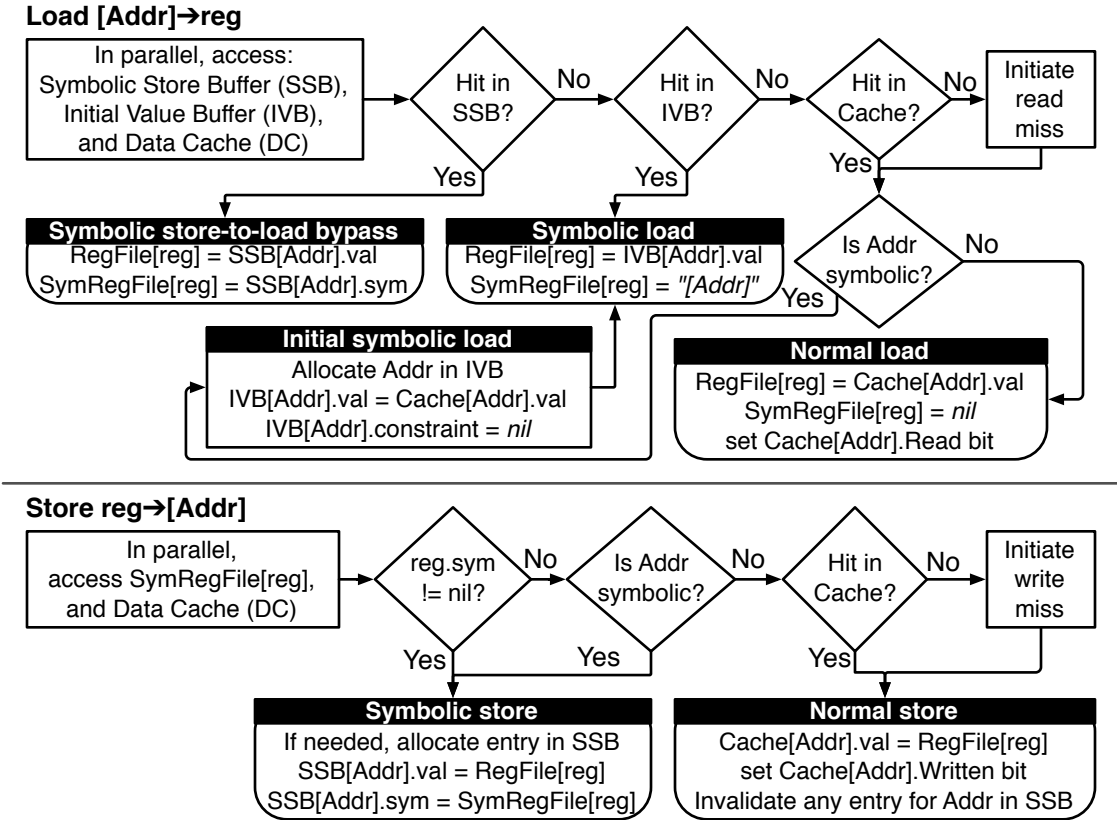 Load [Addr]➔reg
In parallel, access:
Symbolic Store Buffer (SSB),
Initial Value Buffer (IVB),
and Data Cache (DC)
Hit in
SSB?
No
Hit in
IVB?
No
Hit in
Cache?
No
Initiate
read
miss
Yes
Yes
Yes
Symbolic store-to-load bypass
RegFile[reg] = SSB[Addr].val
SymRegFile[reg] = SSB[Addr].sym
Symbolic load
RegFile[reg] = IVB[Addr].val
SymRegFile[reg] = "[Addr]"
Is Addr
symbolic?
No
Yes
Initial symbolic load
Allocate Addr in IVB
IVB[Addr].val = Cache[Addr].val
IVB[Addr].constraint = nil
Normal load
RegFile[reg] = Cache[Addr].val
SymRegFile[reg] = nil
set Cache[Addr].Read bit
Store reg➔[Addr]
In parallel,
access SymRegFile[reg],
and Data Cache (DC)
reg.sym
!= nil?
No
Is Addr
symbolic?
No
Hit in
Cache?
No
Initiate
write
miss
Yes
Yes
Yes
Symbolic store
If needed, allocate entry in SSB
SSB[Addr].val = RegFile[reg]
SSB[Addr].sym = SymRegFile[reg]
Normal store
Cache[Addr].val = RegFile[reg]
set Cache[Addr].Written bit
Invalidate any entry for Addr in SSB